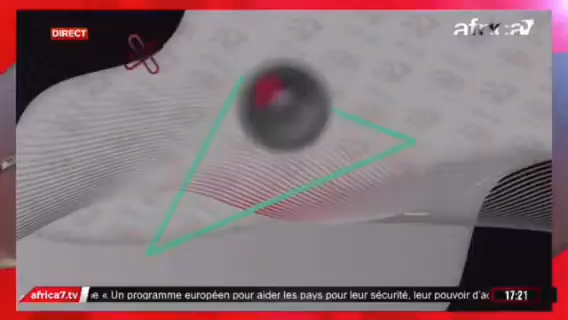 DIRECT
africa7
africa7.tv
« Un programme européen pour aider les pays pour leur sécurité, leur pouvoir
17:21